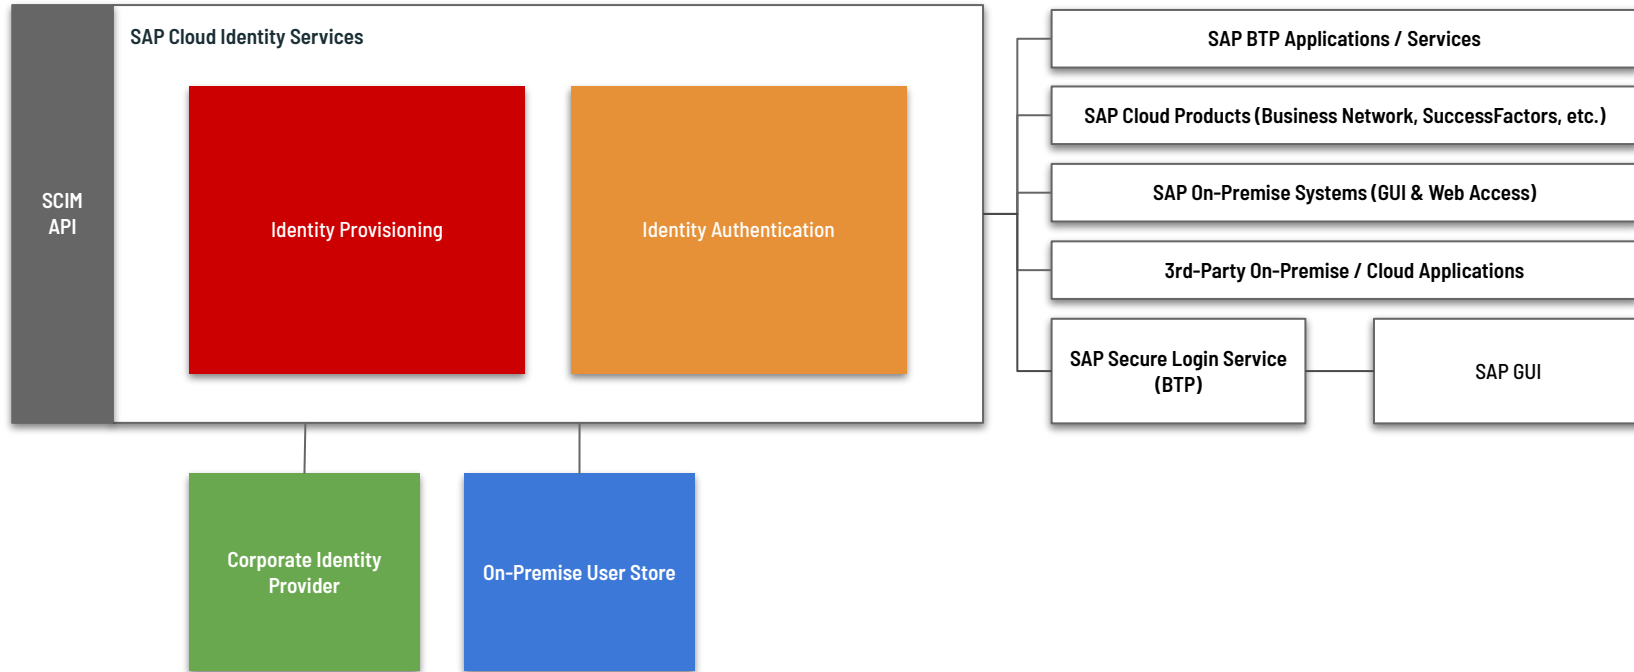 SAP Cloud Identity Services
SCIM
API
Identity Provisioning
Identity Authentication
SAP BTP Applications / Services
SAP Cloud Products (Business Network, SuccessFactors, etc.)
SAP On-Premise Systems (GUI & Web Access)
3rd-Party On-Premise / Cloud Applications
SAP Secure Login Service
(BTP)
SAP GUI
Corporate Identity
Provider
On-Premise User Store